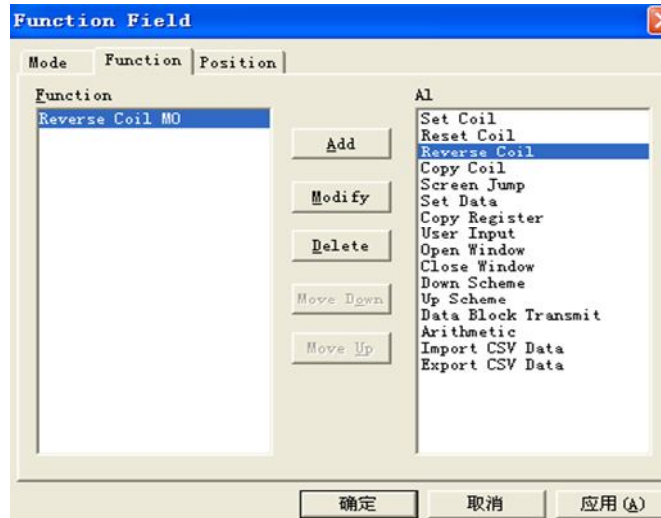 Function Field
Mode
Function
Position
Function
Al
Reverse Coil MO
Set Coil
Reset Coil
Reverse Coil
Copy Coil
Screen Jump
Set Data
Copy Register
User Input
Open Window
Close Window
Down Scheme
Up Scheme
Data Block Transmit
Arithmetic
Import CSV Data
Export CSV Data
Add
Modify
Delete
Move Down
Move Up
确定
取消
应用(A)